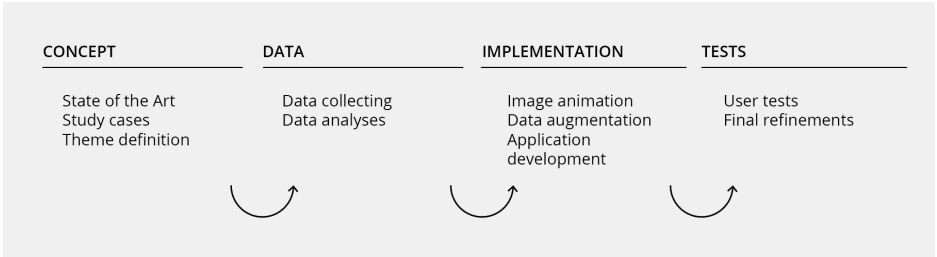 CONCEPT
State of the Art
Study cases
Theme definition
DATA
Data collecting
Data analyses
IMPLEMENTATION
Image animation
Data augmentation
Application
development
TESTS
User tests
Final refinements